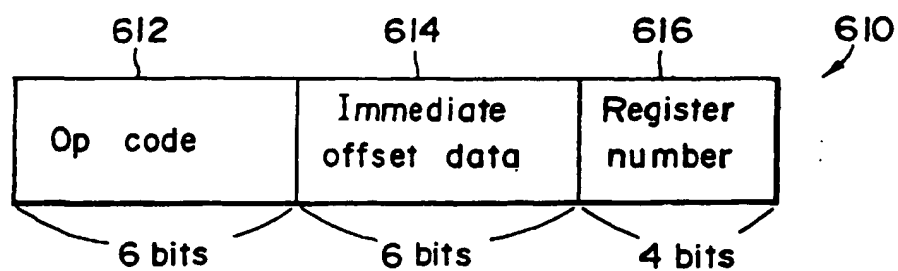 612 614 616 610
Op code
Immediate offset data
Register number
6 bits 6 bits 4 bits